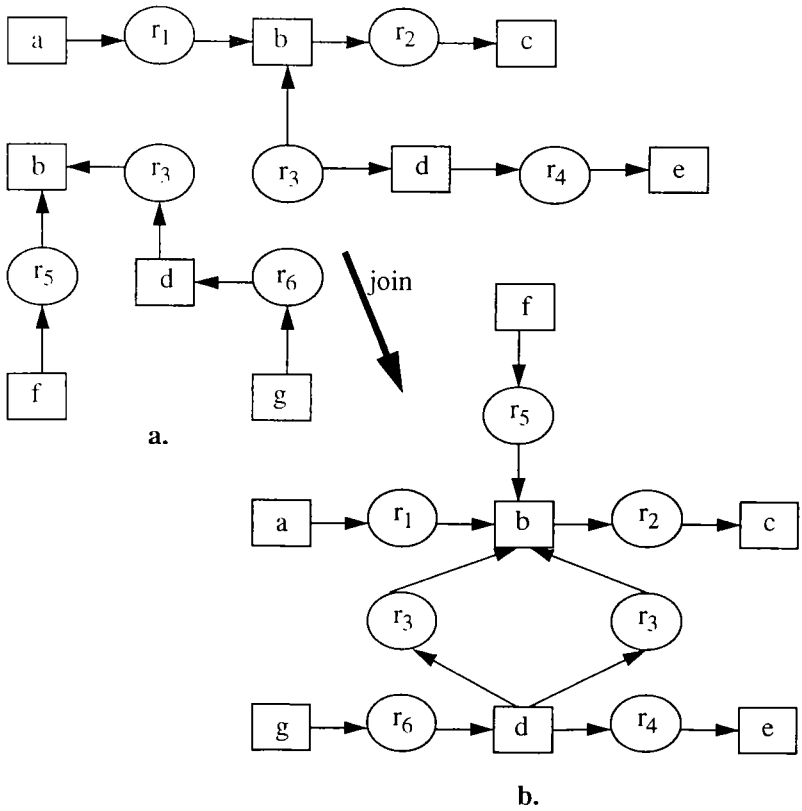 a r1 b r2 c
b r3 r3 d r4 e
r5 d r6 join
f
f g
r5
a.
a r1 b r2 c
r3 r3
g r6 d r4 e
b.